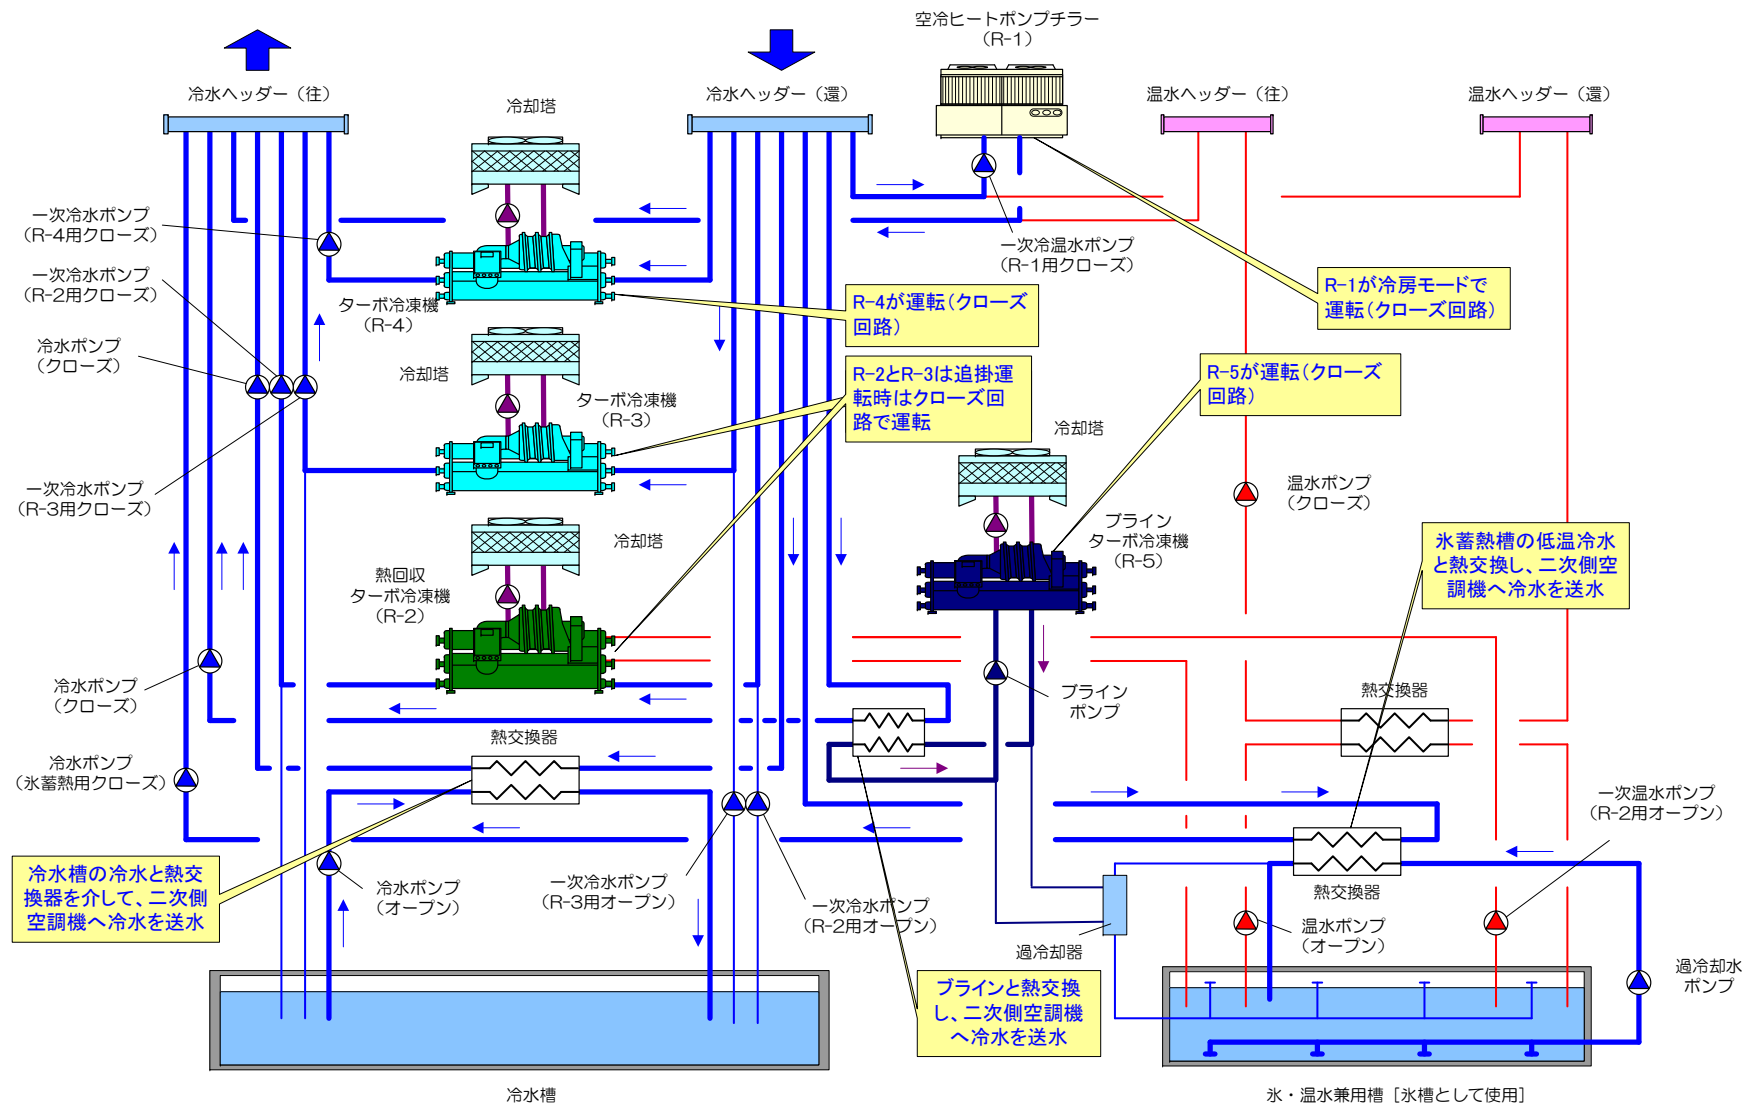 空冷ヒートポンプチラー
（R-1）
冷水ヘッダー（往）
冷却塔
冷水ヘッダー（還）
温水ヘッダー（往）
温水ヘッダー（還）
一次冷水ポンプ
（R-4用クローズ）
一次冷温水ポンプ
（R-1用クローズ）
一次冷水ポンプ
（R-2用クローズ）
R-1が冷房モードで
運転（クローズ回路）
ターボ冷凍機
（R-4）
R-4が運転（クローズ
回路）
冷水ポンプ
（クローズ）
冷却塔
R-2とR-3は追掛運
転時はクローズ回
路で運転
R-5が運転（クローズ
回路）
ターボ冷凍機
（R-3）
冷却塔
一次冷水ポンプ
（R-3用クローズ）
温水ポンプ
（クローズ）
冷却塔
ブライン
ターボ冷凍機
（R-5）
氷蓄熱槽の低温冷水
と熱交換し、二次側空
調機へ冷水を送水
熱回収
ターボ冷凍機
（R-2）
冷水ポンプ
（クローズ）
ブライン
ポンプ
熱交換器
熱交換器
冷水ポンプ
（氷蓄熱用クローズ）
一次温水ポンプ
（R-2用オープン）
冷水槽の冷水と熱交
換器を介して、二次側
空調機へ冷水を送水
冷水ポンプ
（オープン）
一次冷水ポンプ
（R-3用オープン）
一次冷水ポンプ
（R-2用オープン）
熱交換器
温水ポンプ
（オープン）
過冷却器
過冷却水
ポンプ
ブラインと熱交換
し、二次側空調機
へ冷水を送水
冷水槽
氷・温水兼用槽［氷槽として使用］